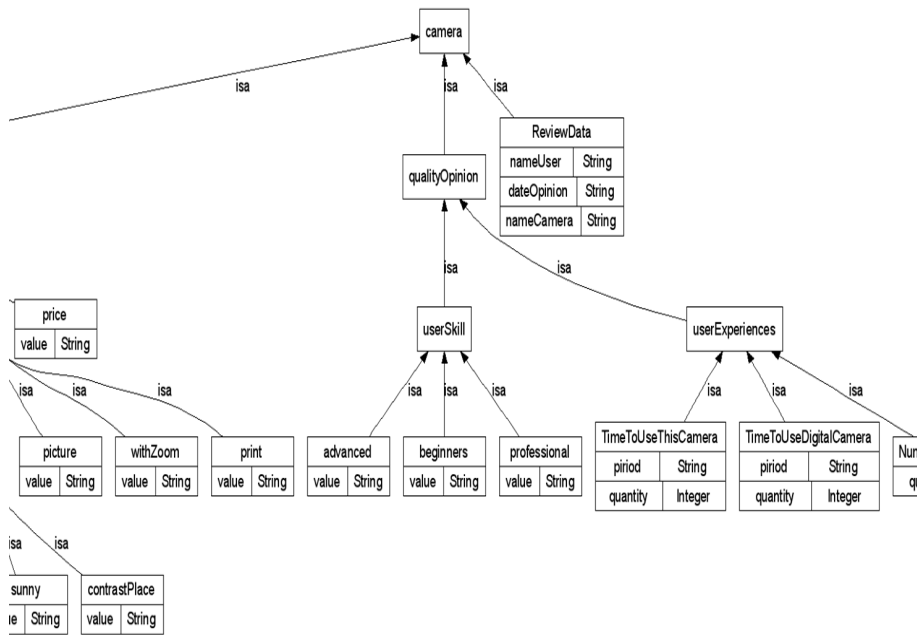 camera
isa
isa
isa
ReviewData
nameUser String
dateOpinion String
nameCamera String
qualityOpinion
isa
isa
price
value String
userSkill
userExperiences
isa
isa
isa
isa
isa
isa
isa
isa
isa
picture
value String
withZoom
value String
print
value String
advanced
value String
beginners
value String
professional
value String
TimeToUseThisCamera
piriod String
quantity Integer
TimeToUseDigitalCamera
piriod String
quantity Integer
isa
isa
sunny
String
contrastPlace
value String